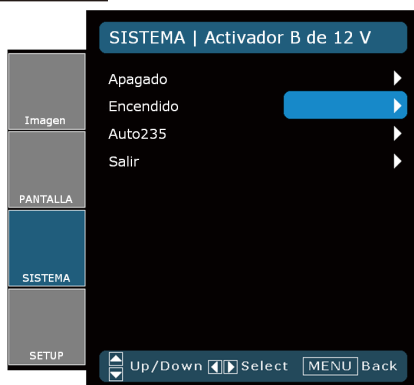 SISTEMA | Activador B de 12 V
Apagado
Encendido
Auto235
Salir
Imagen
PANTALLA
SISTEMA
SETUP
Up/Down Select MENU Back